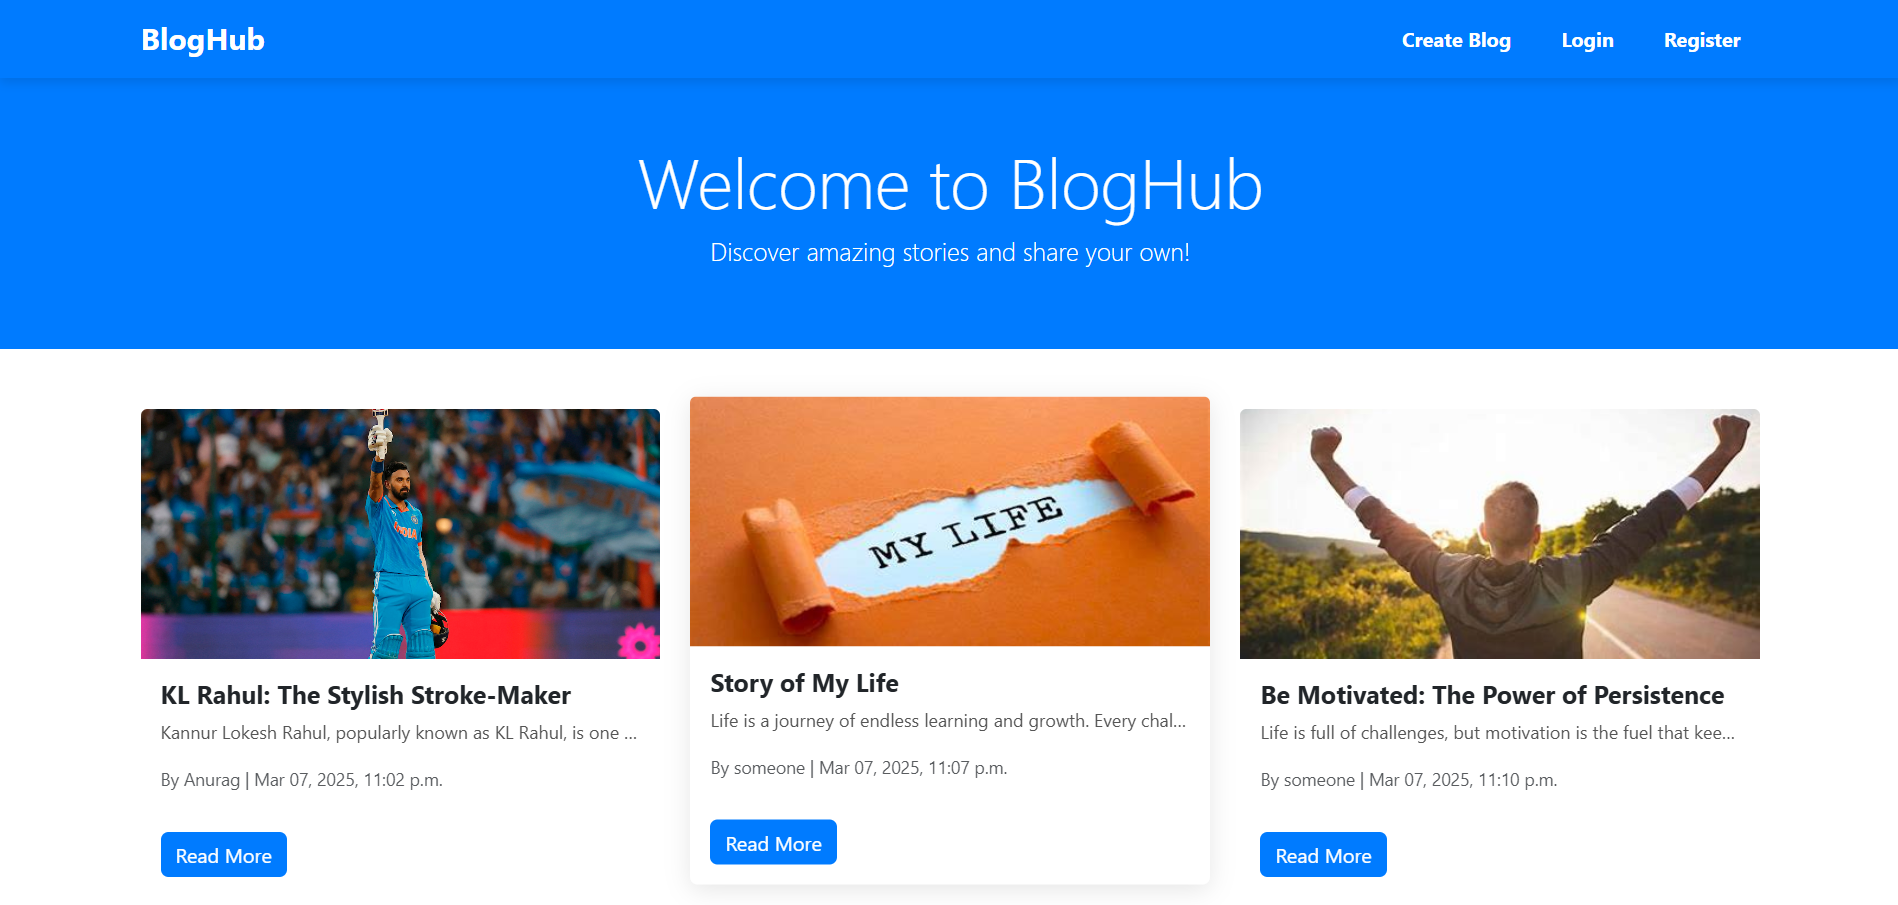 BlogHub
Create Blog
Login
Register
Welcome to BlogHub
Discover amazing stories and share your own!
INDIA
KL Rahul: The Stylish Stroke-Maker
Kannur Lokesh Rahul, popularly known as KL Rahul, is one ...
By Anurag | Mar 07, 2025, 11:02 p.m.
Read More
MY LIFE
Story of My Life
Life is a journey of endless learning and growth. Every chal...
By someone | Mar 07, 2025, 11:07 p.m.
Read More
Be Motivated: The Power of Persistence
Life is full of challenges, but motivation is the fuel that kee...
By someone | Mar 07, 2025, 11:10 p.m.
Read More